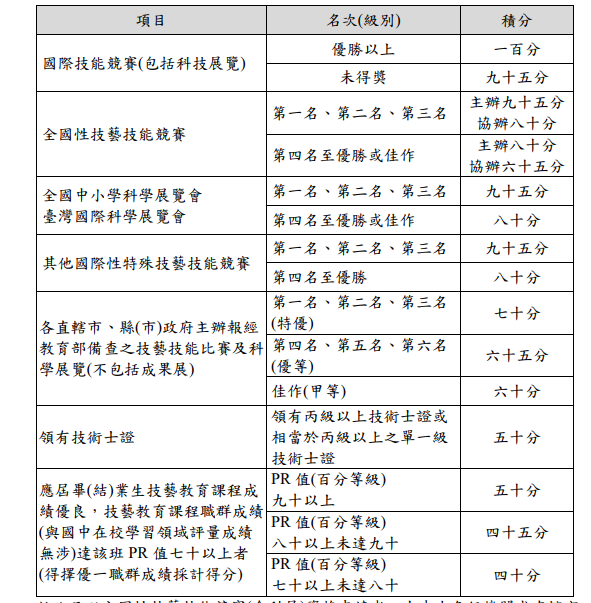 項目 名次(級別) 積分
國際技能競賽(包括科技展覽)
優勝以上 一百分
未得獎 九十五分
全國性技藝技能競賽
第一名、第二名、第三名
主辦九十五分
協辦八十分
第四名至優勝或佳作
主辦八十分
協辦六十五分
全國中小學科學展覽會
臺灣國際科學展覽會
第一名、第二名、第三名 九十五分
第四名至優勝或佳作 八十分
其他國際性特殊技藝技能競賽
第一名、第二名、第三名 九十五分
第四名至優勝 八十分
各直轄市、縣(市)政府主辦報經
教育部備查之技藝技能比賽及科
學展覽(不包括成果展)
第一名、第二名、第三名
(特優)
七十分
第四名、第五名、第六名
(優等)
六十五分
佳作(甲等) 六十分
領有技術士證
領有丙級以上技術士證或
相當於丙級以上之單一級
技術士證
五十分
應屆畢(結)業生技藝教育課程成
績優良，技藝教育課程職群成績
(與國中在校學習領域評量成績
無涉)達該班 PR 值七十以上者
(得擇優一職群成績採計得分)
PR 值(百分等級)
九十以上
五十分
PR 值(百分等級)
八十以上未達九十
四十五分
PR 值(百分等級)
七十以上未達八十
四十分